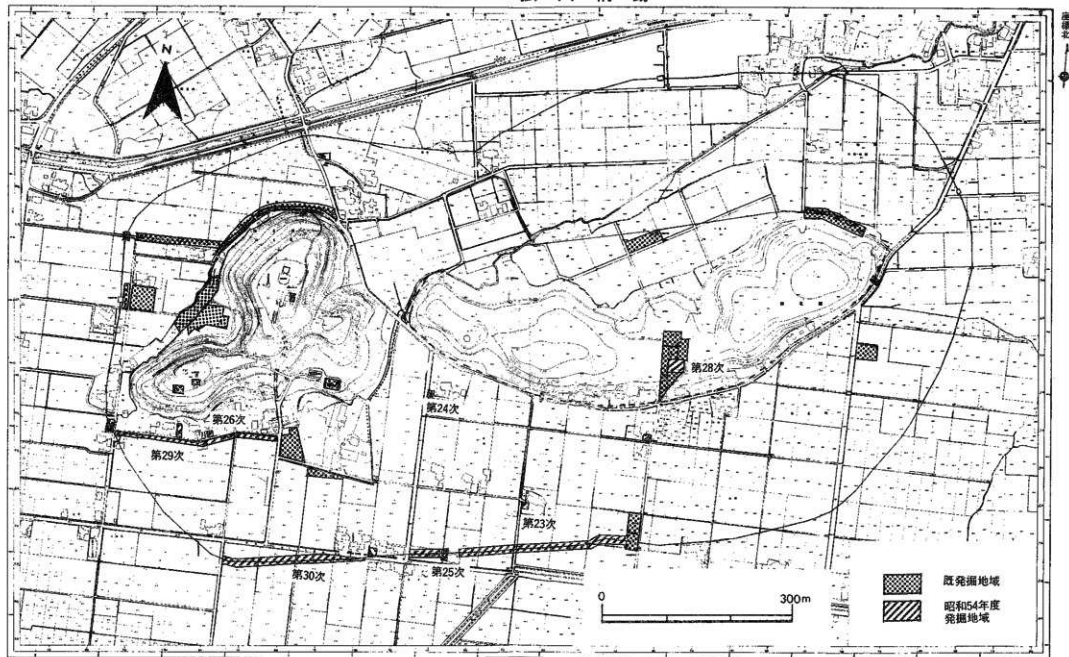 N
第28次
第24次
第26次
第29次
第23次
第25次
第30次
0 300m
既発掘地域
昭和54年度
発掘地域